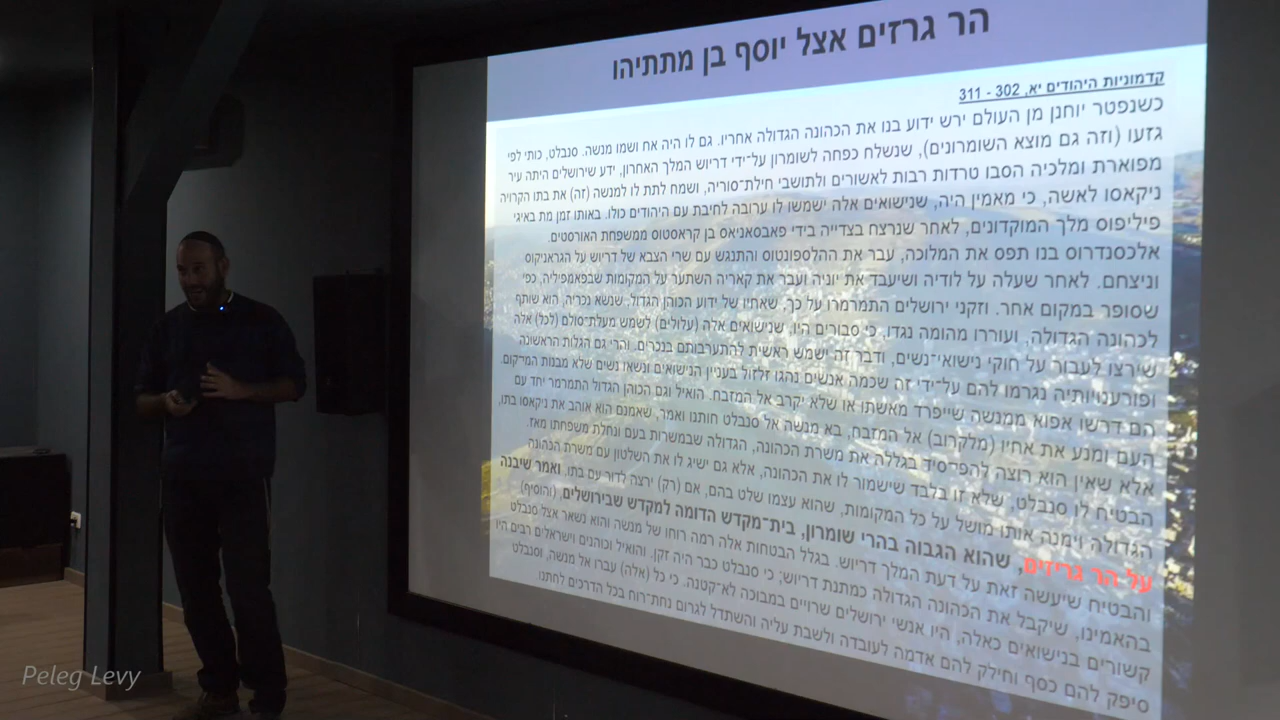 הר גרזים אצל יוסף בן מתתיהו
קדמוניות היהודים יא, 302 - 311
כשנפטר יוחנן מן העולם ירש ידוע בנו את הכהונה הגדולה אחריו. גם לו היה אח ושמו מנשה. סנבלט, כותי לפי
גזעו (וזה גם מוצא השומרונים), שנשלח כפחה לשומרון על־ידי דריוש המלך האחרון, ידע שירושלים היתה עיר
מפוארת ומלכיה הסבו טרדות רבות לאשורים ולתושבי חילת־סוריה, ושמח לתת לו למנשה (זה) את בתו הקרויה
ניקאסו לאשה, כי מאמין היה, שנישואים אלה ישמשו לו ערובה לחיבת עם היהודים כולו. באותו זמן מת באיגי
פיליפוס מלך המוקדונים, לאחר שנרצח בצדייה בידי פאבסאניאס בן קראסטוס ממשפחת האורסטים.
אלכסנדרוס בנו תפס את המלוכה, עבר את ההלספונטוס והתנגש עם שרי הצבא של דריוש על הגראניקוס
וניצחם. לאחר שעלה על לודיה ושיעבד את יוניה ועבר את קאריה השתער על המקומות שבפאמפיליה, כפי
שסופר במקום אחר. וזקני ירושלים התמרמרו על כך, שאחיו של ידוע הכוהן הגדול, שנשא נכריה, הוא שותף
לכהונה הגדולה, ועוררו מהומה נגדו, כי סבורים היו, שנישואים אלה (עלולים) לשמש מעלת־סולם (לכל) אלה
שירצו לעבור על חוקי נישואי־נשים, ודבר זה ישמש ראשית להתערבותם בנכרים. והרי גם הגלות הראשונה
ופורענויותיה נגרמו להם על־ידי זה שכמה אנשים נהגו זלזול בעניין הנישואים ונשאו נשים שלא מבנות המקום.
הם דרשו אפוא ממנשה שייפרד מאשתו או שלא יקרב אל המזבח. הואיל וגם הכוהן הגדול התמרמר יחד עם
העם ומנע את אחיו (מלקרוב) אל המזבח, בא מנשה אל סנבלט חותנו ואמר, שאמנם הוא אוהב את ניקאסו בתו,
אלא שאין הוא רוצה להפסיד בגללה את משרת הכהונה, הגדולה שבמשרות בעם ונחלת משפחתו מאז.
הבטיח לו סנבלט, שלא זו בלבד שישמור לו את הכהונה, אלא גם ישיג לו את השלטון עם משרת הכהונה
הגדולה וימנה אותו מושל על כל המקומות, שהוא עצמו שלט בהם, אם (רק) ירצה לדור עם בתו, ואמר שיבנה
על הר גריזים, שהוא הגבוה בהרי שומרון, בית־מקדש הדומה למקדש שבירושלים, (והוסיף)
והבטיח שיעשה זאת על דעת המלך דריוש. בגלל הבטחות אלה רמה רוחו של מנשה והוא נשאר אצל סנבלט
בהאמינו, שיקבל את הכהונה הגדולה כמתנת דריוש; כי סנבלט כבר היה זקן. והואיל וכוהנים וישראלים רבים היו
קשורים בנישואים כאלה, היו אנשי ירושלים שרויים במבוכה לא־קטנה. כי כל (אלה) עברו אל מנשה, וסנבלט
סיפק להם כסף וחילק להם אדמה לעובדה ולשבת עליה והשתדל לגרום נחת־רוח בכל הדרכים לחתנו.
Peleg Levy